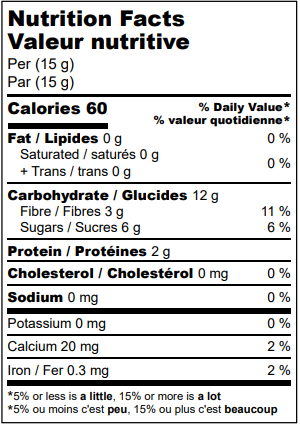 Nutrition Facts
Valeur nutritive
Per (15 g)
Par (15 g)
Calories 60
% Daily Value*
% valeur quotidienne*
Fat / Lipides 0 g 0 %
Saturated / saturés 0 g
+ Trans / trans 0 g
0 %
Carbohydrate / Glucides 12 g
Fibre / Fibres 3 g 11 %
Sugars / Sucres 6 g 6 %
Protein / Protéines 2 g
Cholesterol / Cholestérol 0 mg 0 %
Sodium 0 mg 0 %
Potassium 0 mg 0 %
Calcium 20 mg 2 %
Iron / Fer 0.3 mg 2 %
*5% or less is a little, 15% or more is a lot
*5% ou moins c'est peu, 15% ou plus c'est beaucoup